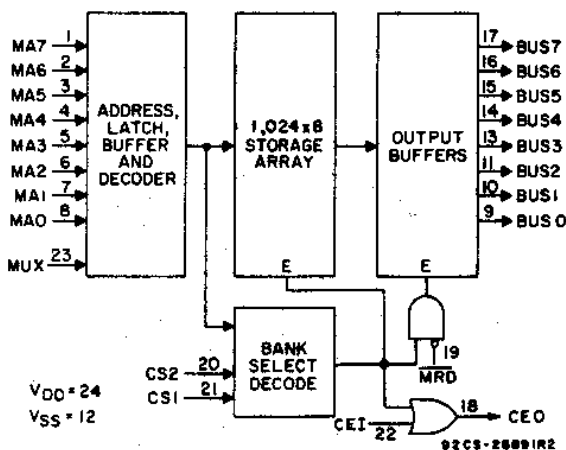 MA7 1
MA6 2
MA5 3
MA4 4
MA3 5
MA2 6
MA1 7
MA0 8
MUX 23
ADDRESS,
LATCH,
BUFFER
AND
DECODER
1,024x8
STORAGE
ARRAY
E
OUTPUT
BUFFERS
E
17 BUS7
16 BUS6
15 BUS5
14 BUS4
13 BUS3
11 BUS2
10 BUS1
9 BUS0
BANK
SELECT
DECODE
CS2 20
CS1 21
19
MRD
CEI 22
18 CEO
VDD = 24
VSS = 12
92CS-28891R2